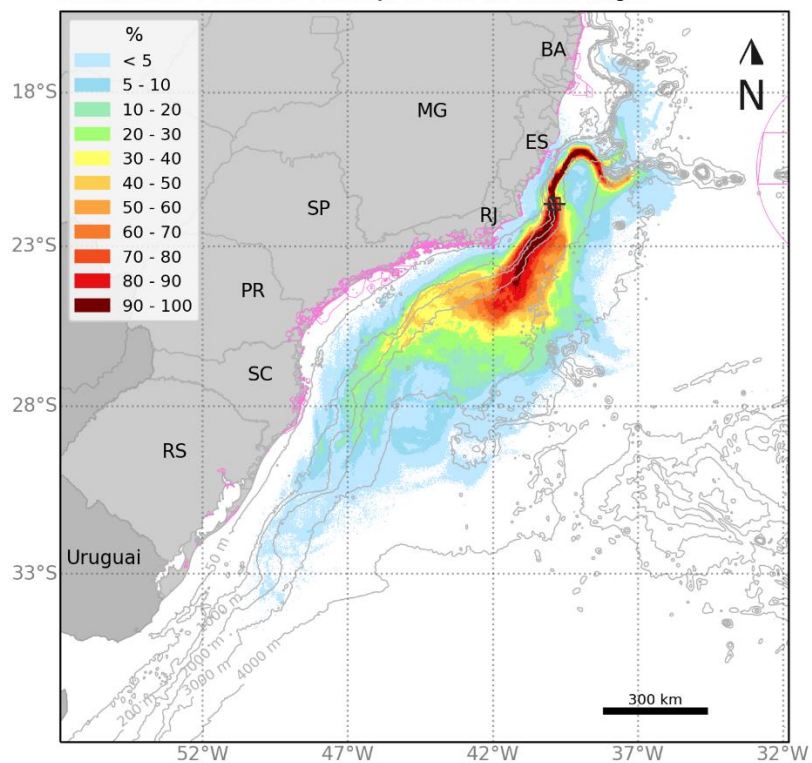 %
< 5
5 - 10
10 - 20
20 - 30
30 - 40
40 - 50
50 - 60
60 - 70
70 - 80
80 - 90
90 - 100
BA
N
MG
ES
SP
RJ
PR
SC
RS
Uruguai
18°S
23°S
28°S
33°S
50 m
200 m
1000 m
2000 m
3000 m
4000 m
300 km
52°W
47°W
42°W
37°W
32°W